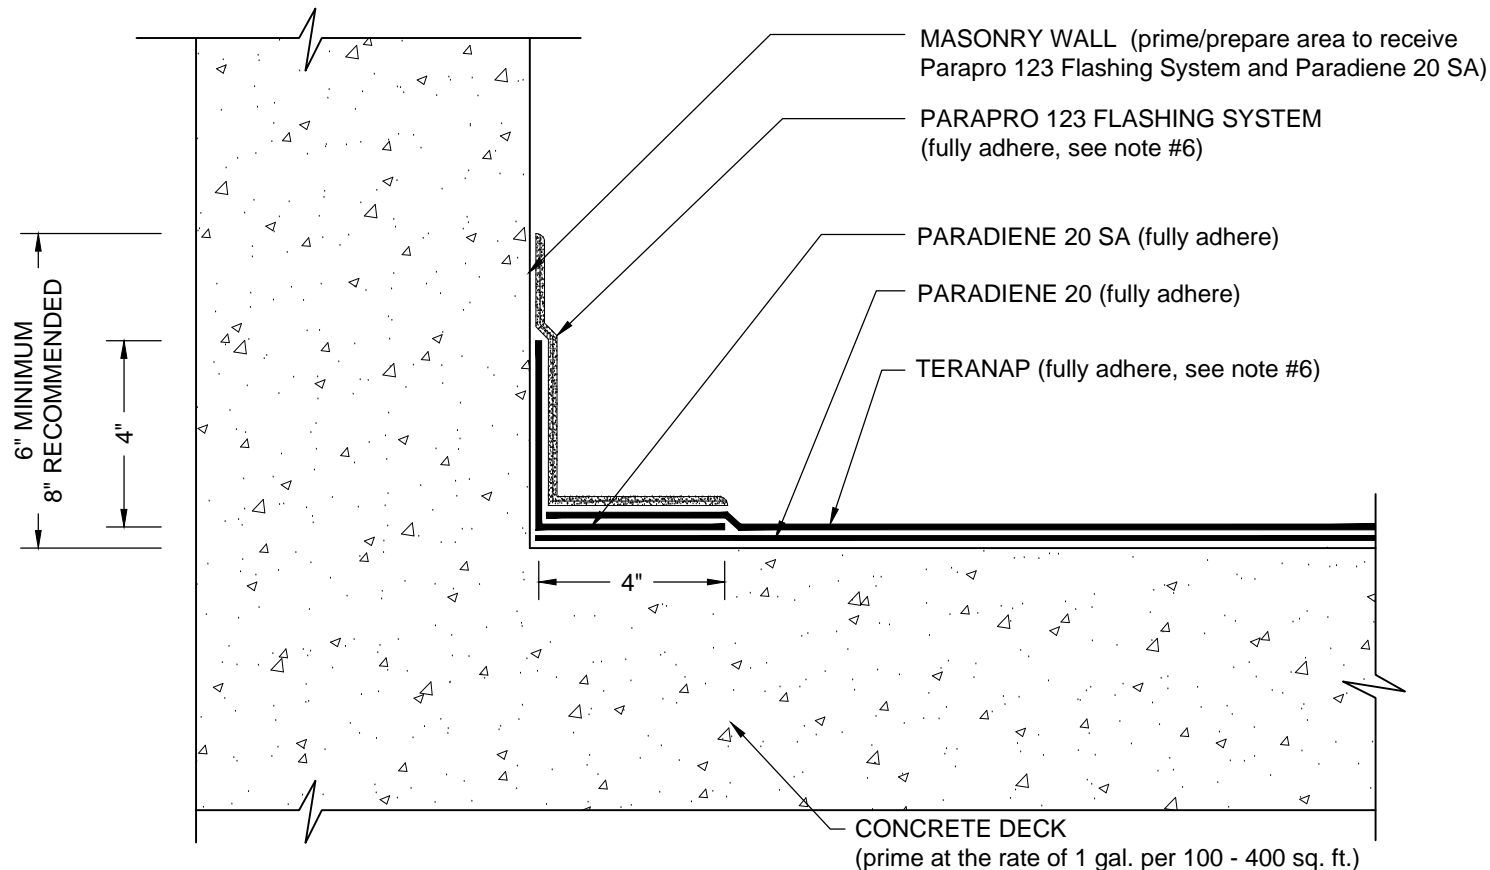 MASONRY WALL (prime/prepare area to receive
Parapro 123 Flashing System and Paradiene 20 SA)
PARAPRO 123 FLASHING SYSTEM
(fully adhere, see note #6)
PARADIENE 20 SA (fully adhere)
PARADIENE 20 (fully adhere)
TERANAP (fully adhere, see note #6)
6" MINIMUM
8" RECOMMENDED
4"
4"
CONCRETE DECK
(prime at the rate of 1 gal. per 100 - 400 sq. ft.)